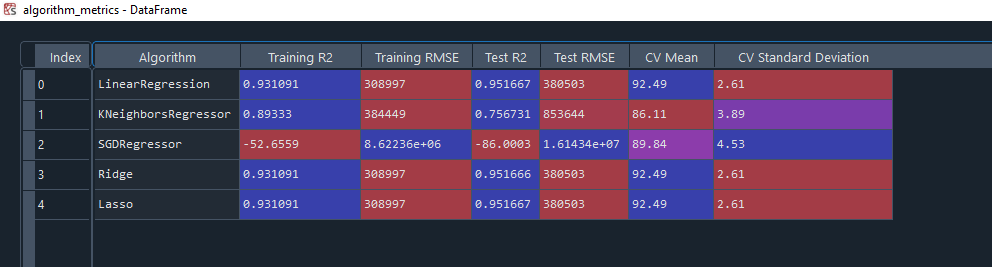 algorithm_metrics - DataFrame
Index Algorithm Training R2 Training RMSE Test R2 Test RMSE CV Mean CV Standard Deviation
0 LinearRegression 0.931091 308997 0.951667 380503 92.49 2.61
1 KNeighborsRegressor 0.89333 384449 0.756731 853644 86.11 3.89
2 SGDRegressor -52.6559 8.62236e+06 -86.0003 1.61434e+07 89.84 4.53
3 Ridge 0.931091 308997 0.951666 380503 92.49 2.61
4 Lasso 0.931091 308997 0.951667 380503 92.49 2.61